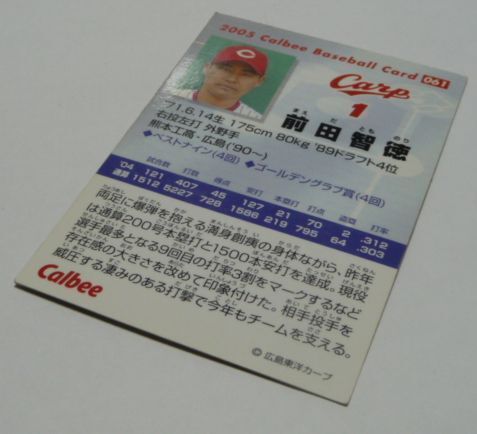 2005 Calbee Baseball Card 061
Carp
1
まえ だ とも のり
前田智徳
'71.6.14生 175cm 80kg '89ドラフト4位
右投左打 外野手
熊本工高・広島('90~)
◆ベストナイン(4回) ◆ゴールデングラブ賞(4回)
試合数 打数 得点 安打 本塁打 打点 盗塁 打率
'04 121 407 45 127 21 70 2 .312
通算 1512 5227 728 1586 219 795 64 .303
両足に爆弾を抱える満身創痍の身体ながら、昨年
は通算200号本塁打と1500本安打を達成。現役
選手最多となる9回目の打率3割をマークするなど
存在感の大きさを改めて印象付けた。相手投手を
威圧する凄みのある打撃で今年もチームを支える。
Calbee
©広島東洋カープ